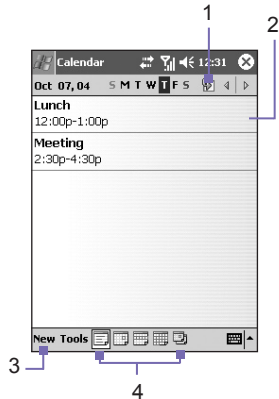 1
2
Calendar 12:31
Oct 07, 04 S M T W T F S
Lunch
12:00p-1:00p
Meeting
2:30p-4:30p
New Tools
3
4